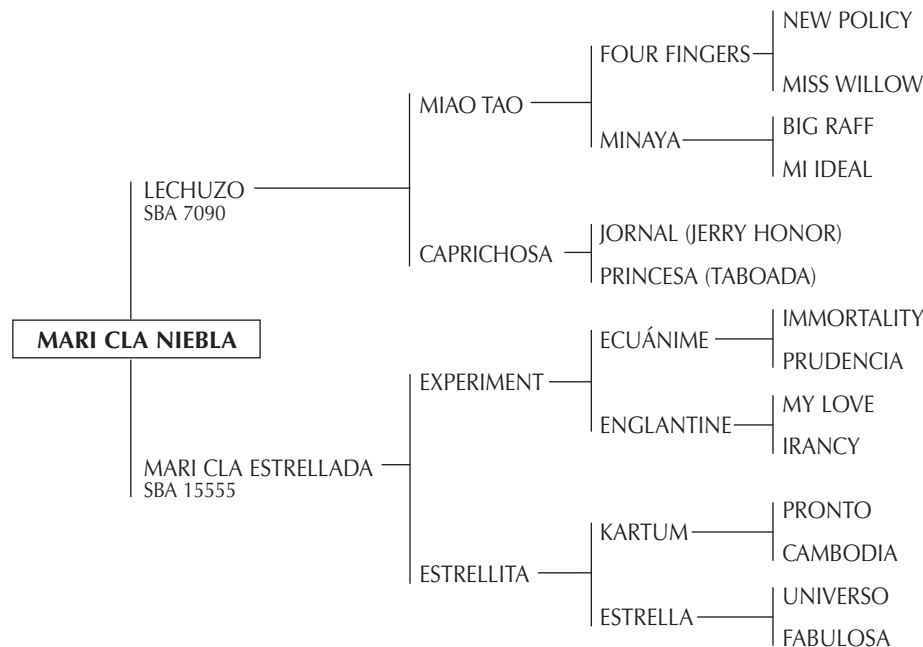 NEW POLICY
FOUR FINGERS
MISS WILLOW
MIAO TAO
BIG RAFF
MINAYA
MI IDEAL
LECHUZO
SBA 7090
JORNAL (JERRY HONOR)
CAPRICHOSA
PRINCESA (TABOADA)
MARI CLA NIEBLA
IMMORTALITY
ECUÁNIME
PRUDENCIA
EXPERIMENT
MY LOVE
ENGLANTINE
IRANCY
MARI CLA ESTRELLADA
SBA 15555
PRONTO
KARTUM
CAMBODIA
ESTRELLITA
UNIVERSO
ESTRELLA
FABULOSA